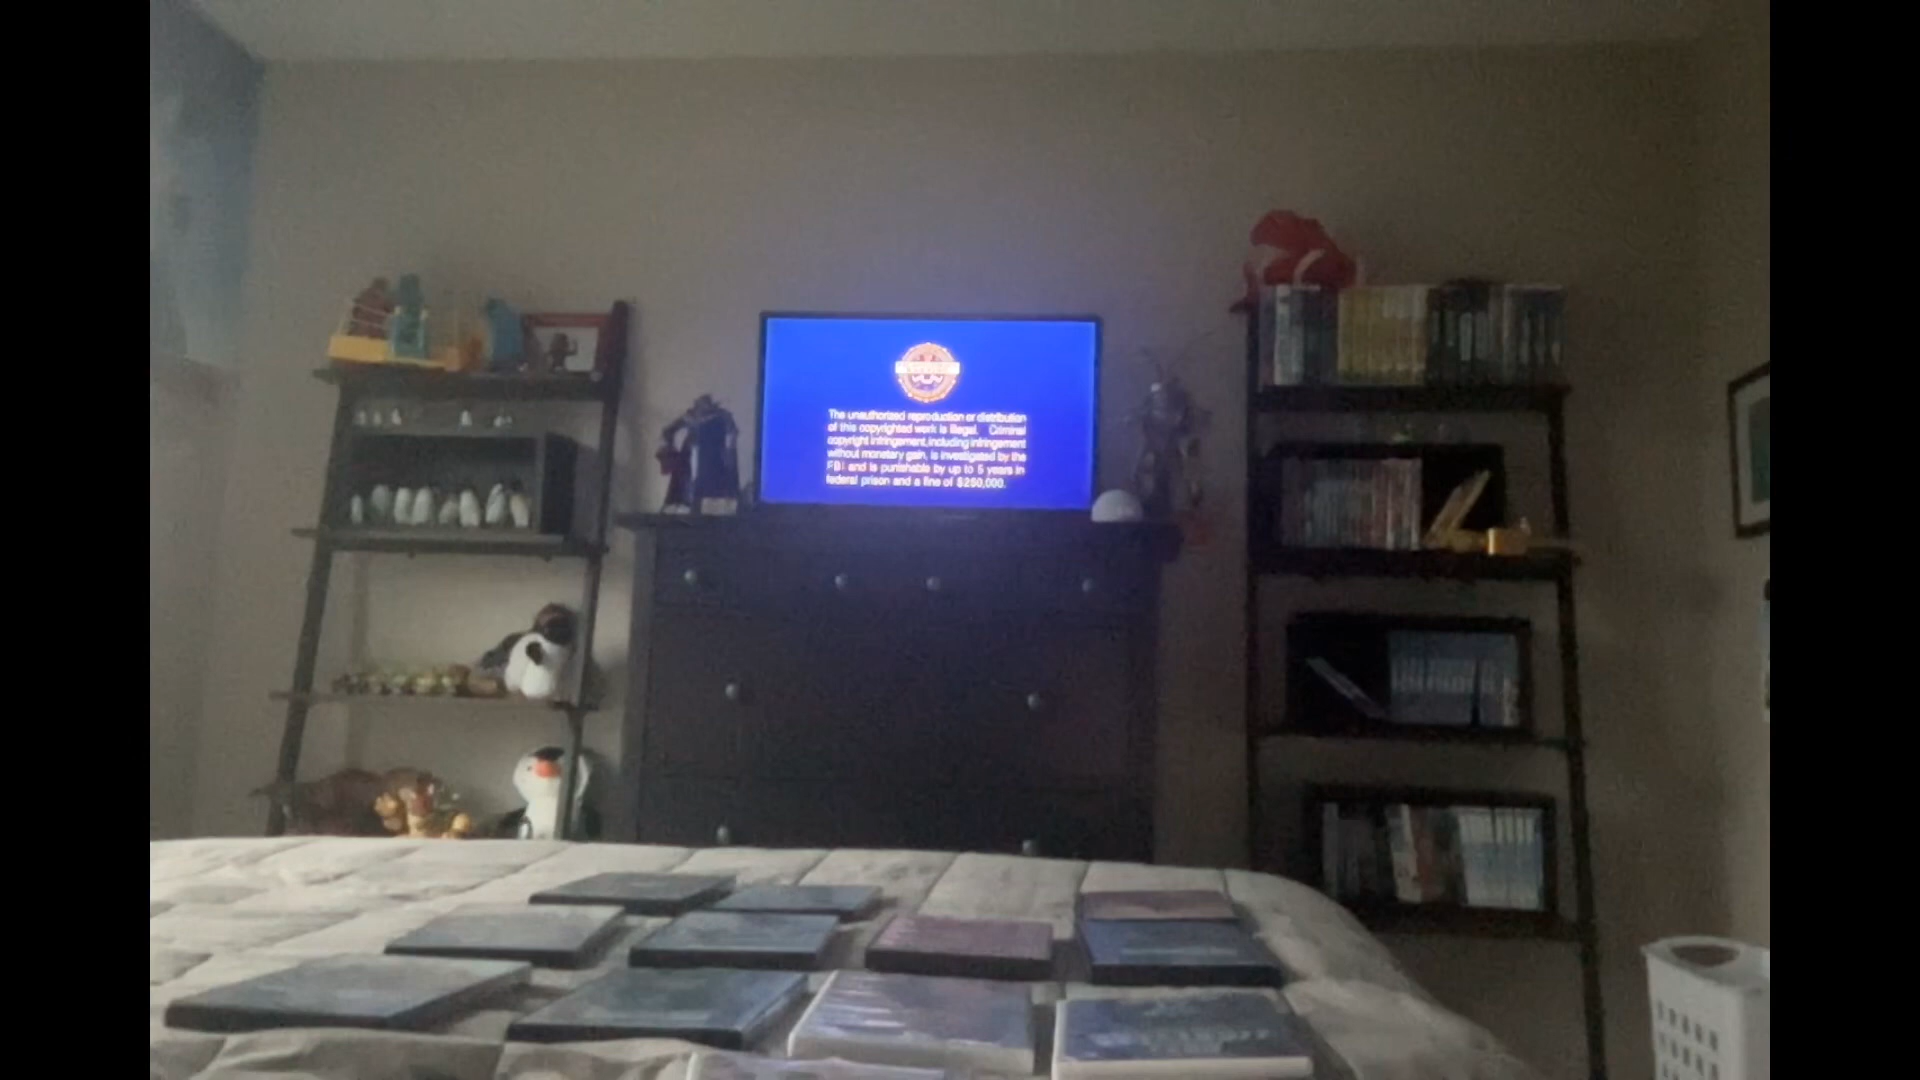 The unauthorized reproduction or distribution
of this copyrighted work is illegal. Criminal
copyright infringement, including infringement
without monetary gain, is investigated by the
FBI and is punishable by up to 5 years in
federal prison and a fine of $250,000.